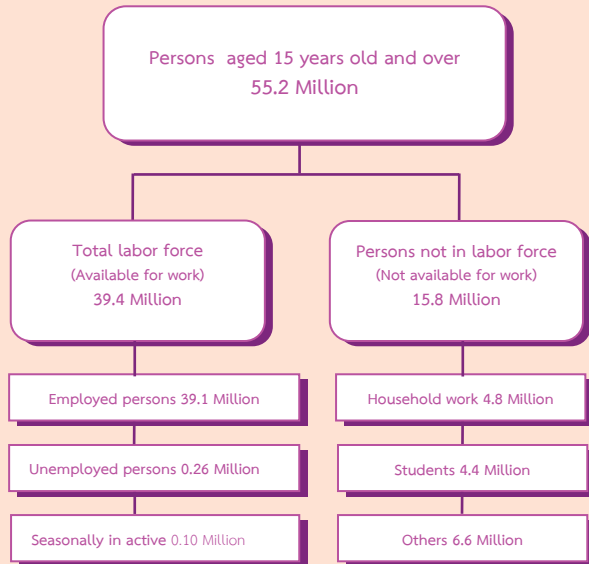 Persons aged 15 years old and over
55.2 Million
Total labor force
(Available for work)
39.4 Million
Persons not in labor force
(Not available for work)
15.8 Million
Employed persons 39.1 Million
Household work 4.8 Million
Unemployed persons 0.26 Million
Students 4.4 Million
Seasonally in active 0.10 Million
Others 6.6 Million